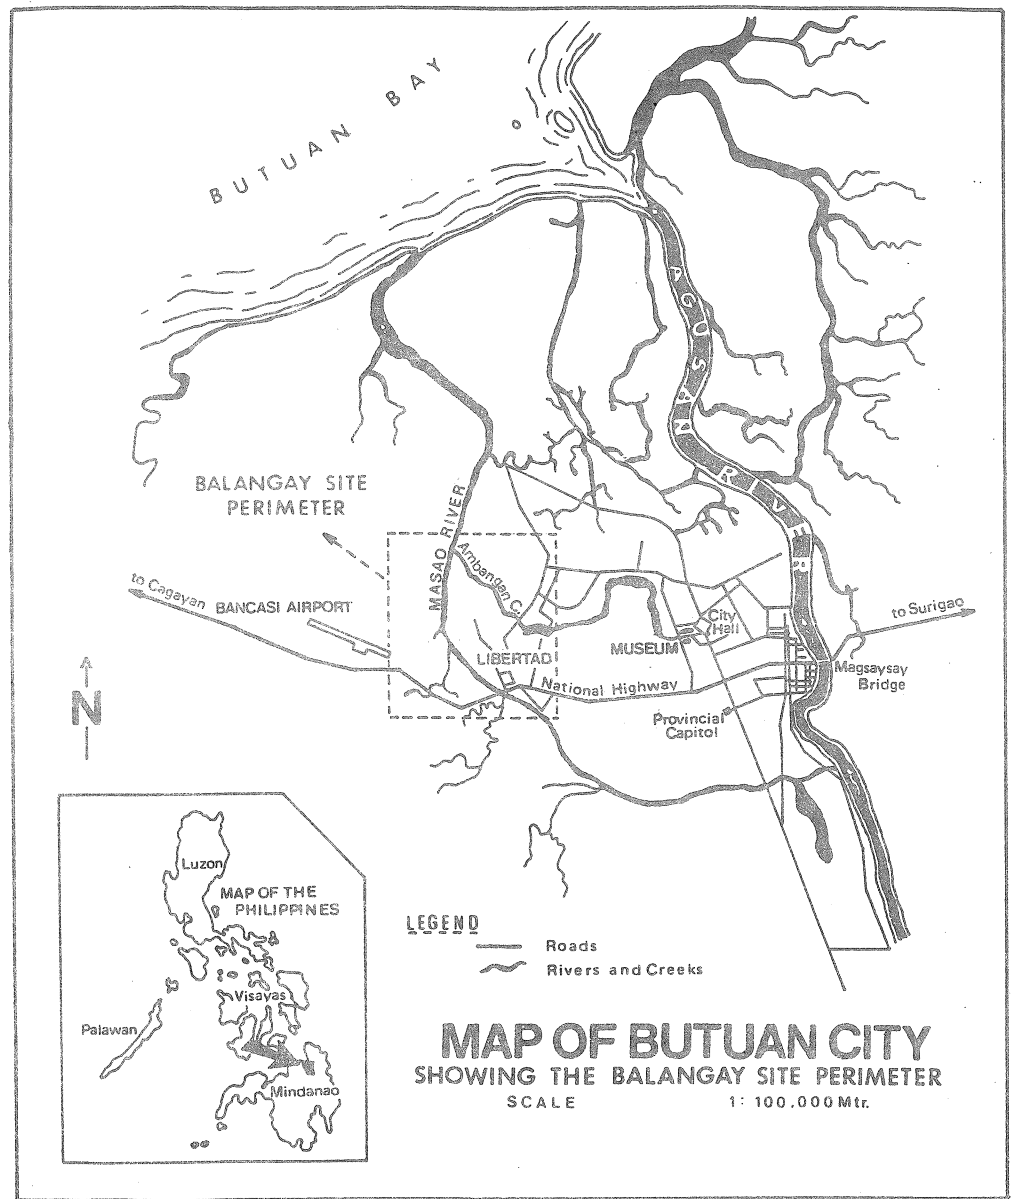 BUTUAN BAY
AGUSAN RIVER
BALANGAY SITE
PERIMETER
MASAO RIVER
Ambangan Cr.
to Cagayan
BANCASI AIRPORT
to Surigao
City
Hall
MUSEUM
LIBERTAD
Magsaysay
Bridge
National Highway
Provincial
Capitol
N
Luzon
MAP OF THE
PHILIPPINES
Visayas
Palawan
Mindanao
LEGEND
Roads
Rivers and Creeks
MAP OF BUTUAN CITY
SHOWING THE BALANGAY SITE PERIMETER
SCALE 1: 100,000Mtr.